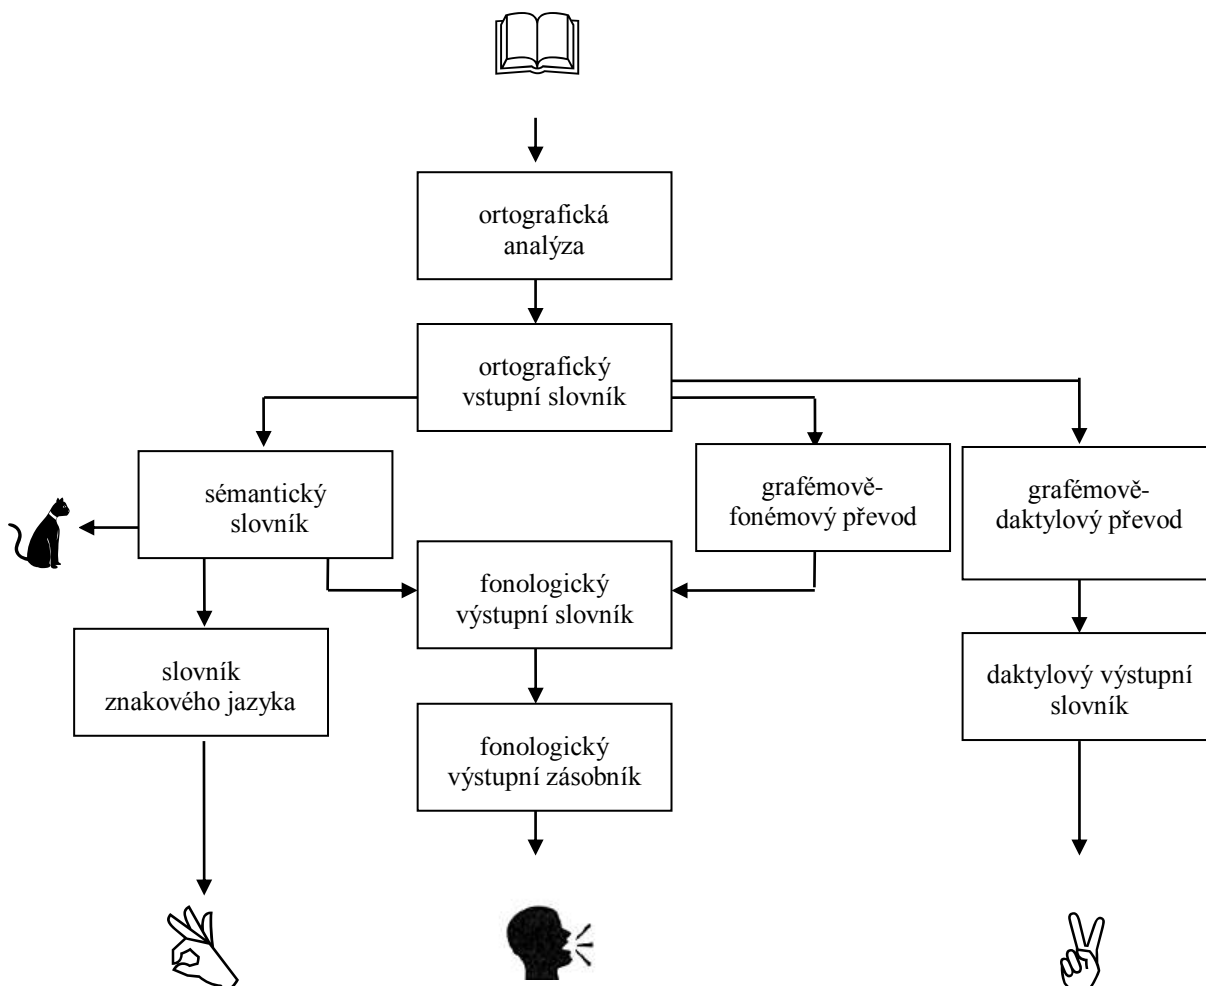 ortografická
analýza
ortografický
vstupní slovník
sémantický
slovník
grafémově-
fonémový převod
grafémově-
daktylový převod
fonologický
výstupní slovník
slovník
znakového jazyka
daktylový výstupní
slovník
fonologický
výstupní zásobník